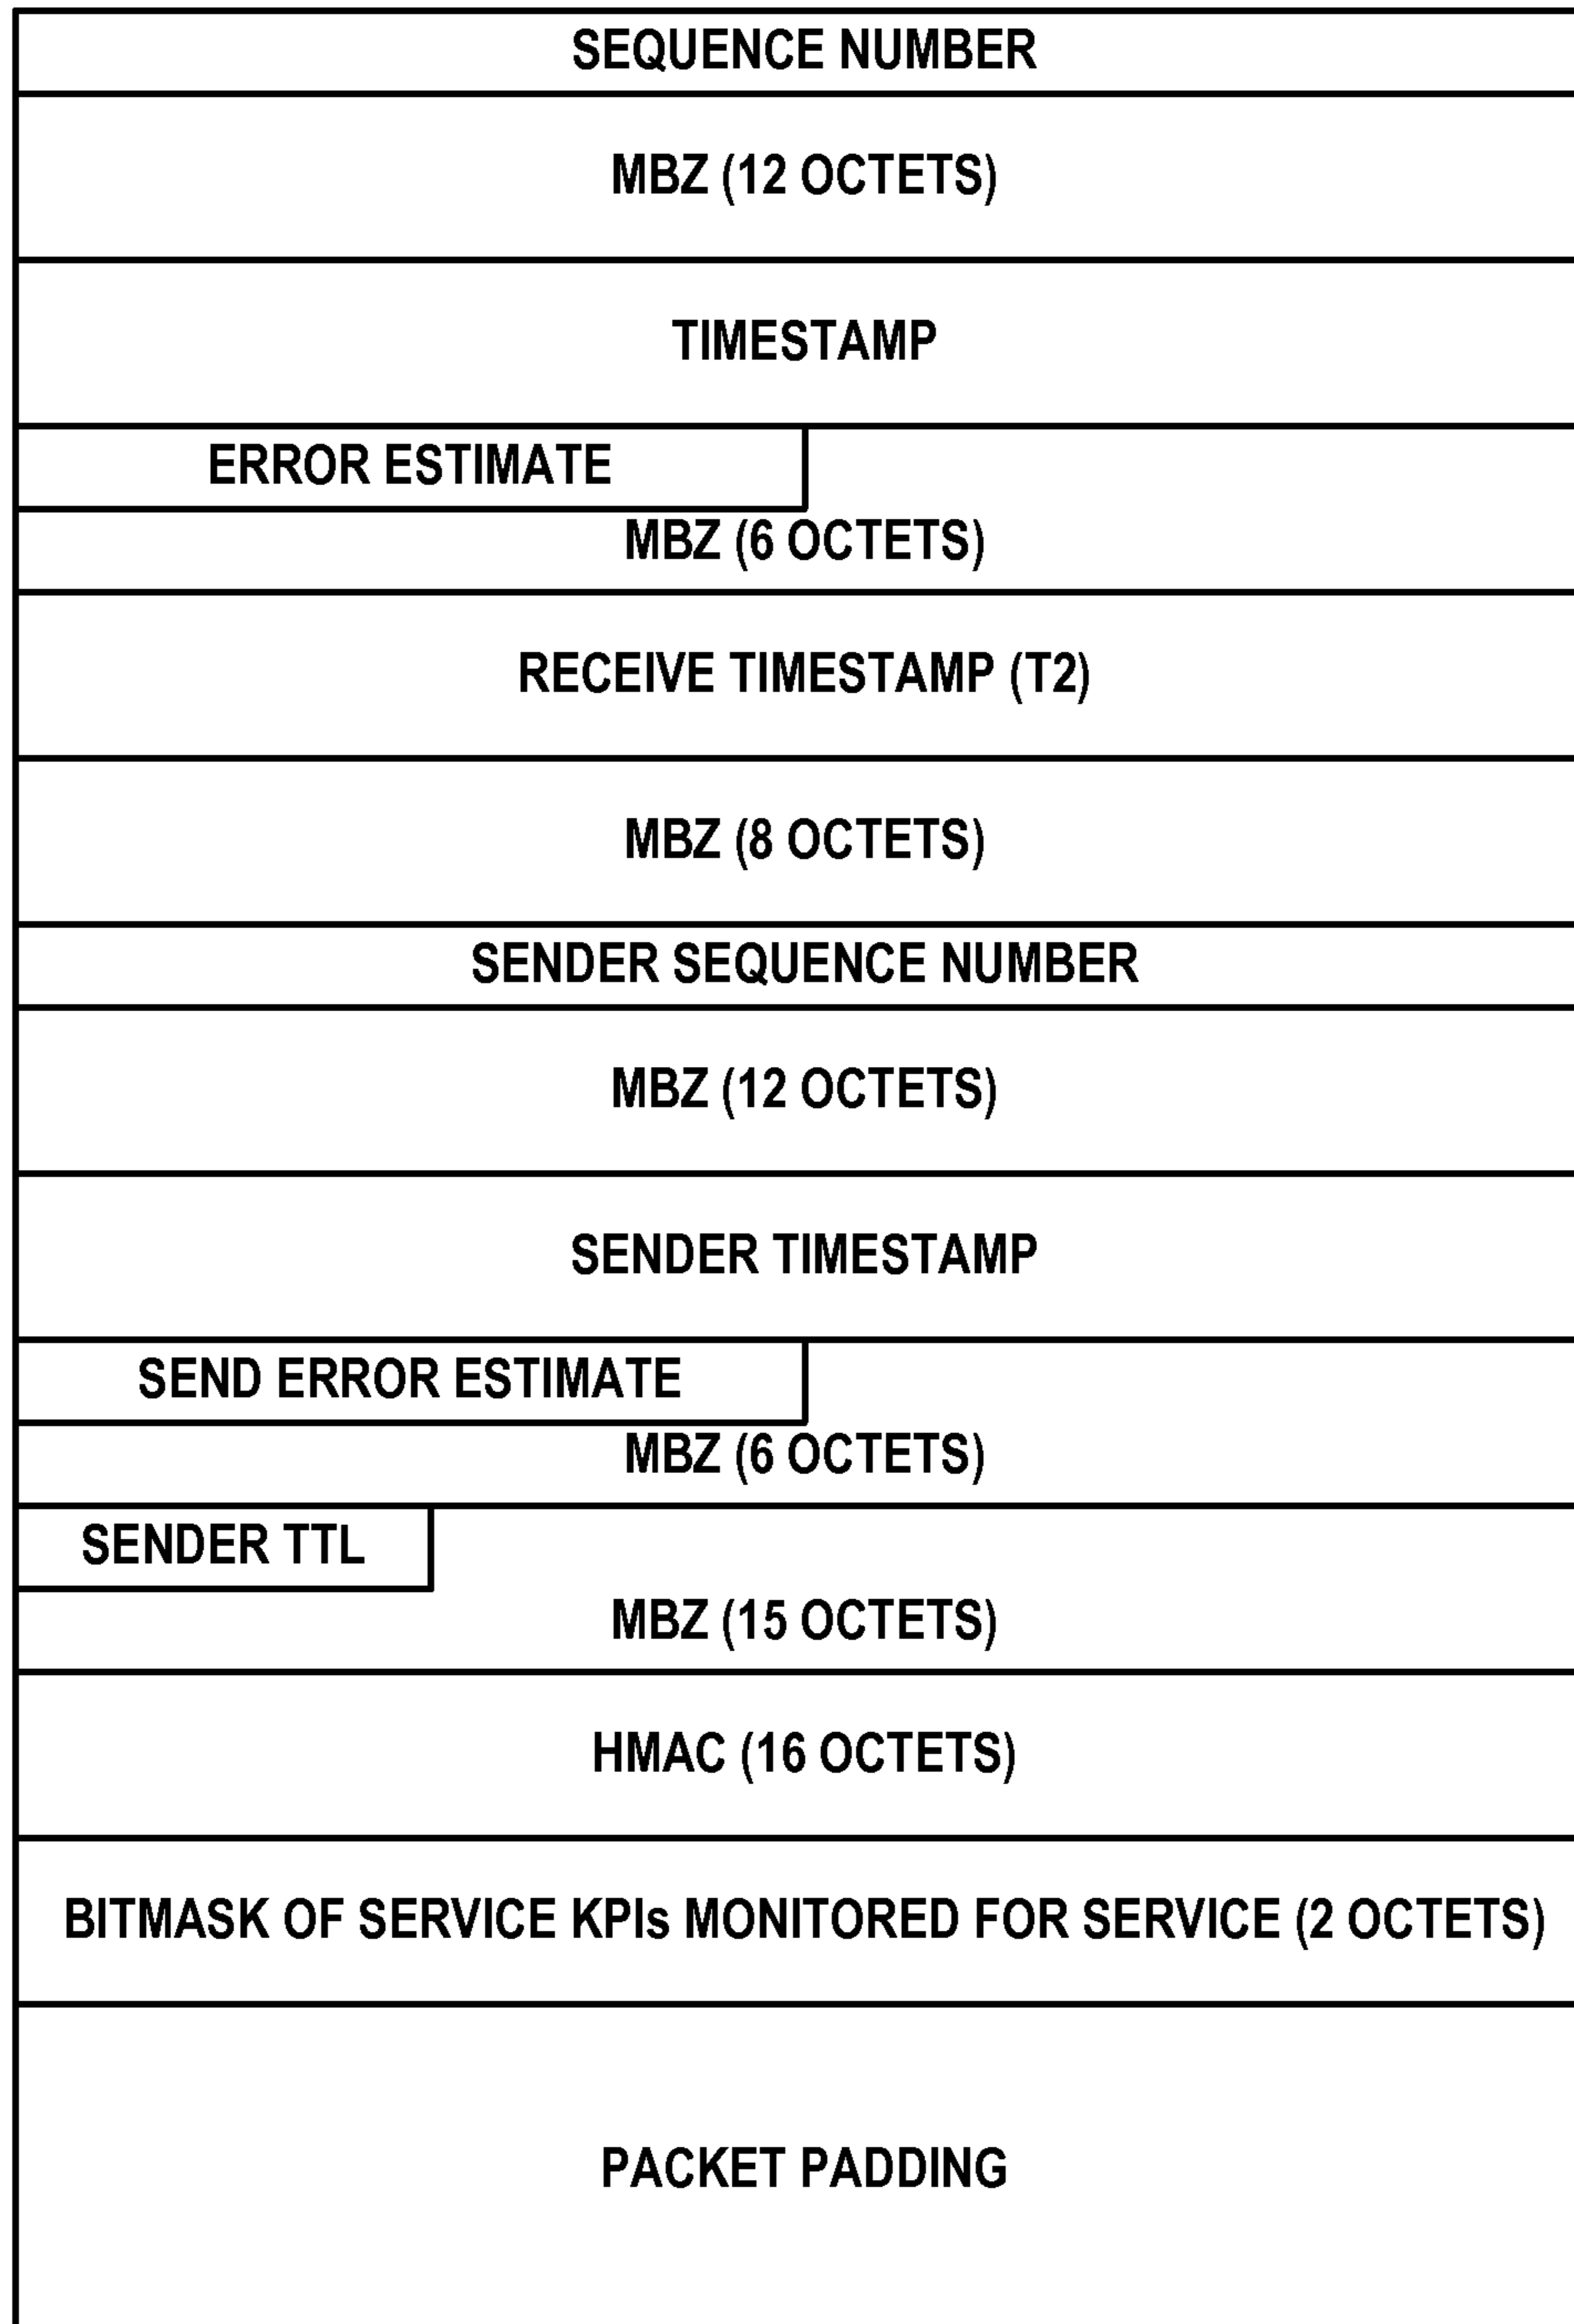 SEQUENCE NUMBER
MBZ (12 OCTETS)
TIMESTAMP
ERROR ESTIMATE
MBZ (6 OCTETS)
RECEIVE TIMESTAMP (T2)
MBZ (8 OCTETS)
SENDER SEQUENCE NUMBER
MBZ (12 OCTETS)
SENDER TIMESTAMP
SEND ERROR ESTIMATE
MBZ (6 OCTETS)
SENDER TTL
MBZ (15 OCTETS)
HMAC (16 OCTETS)
BITMASK OF SERVICE KPIs MONITORED FOR SERVICE (2 OCTETS)
PACKET PADDING